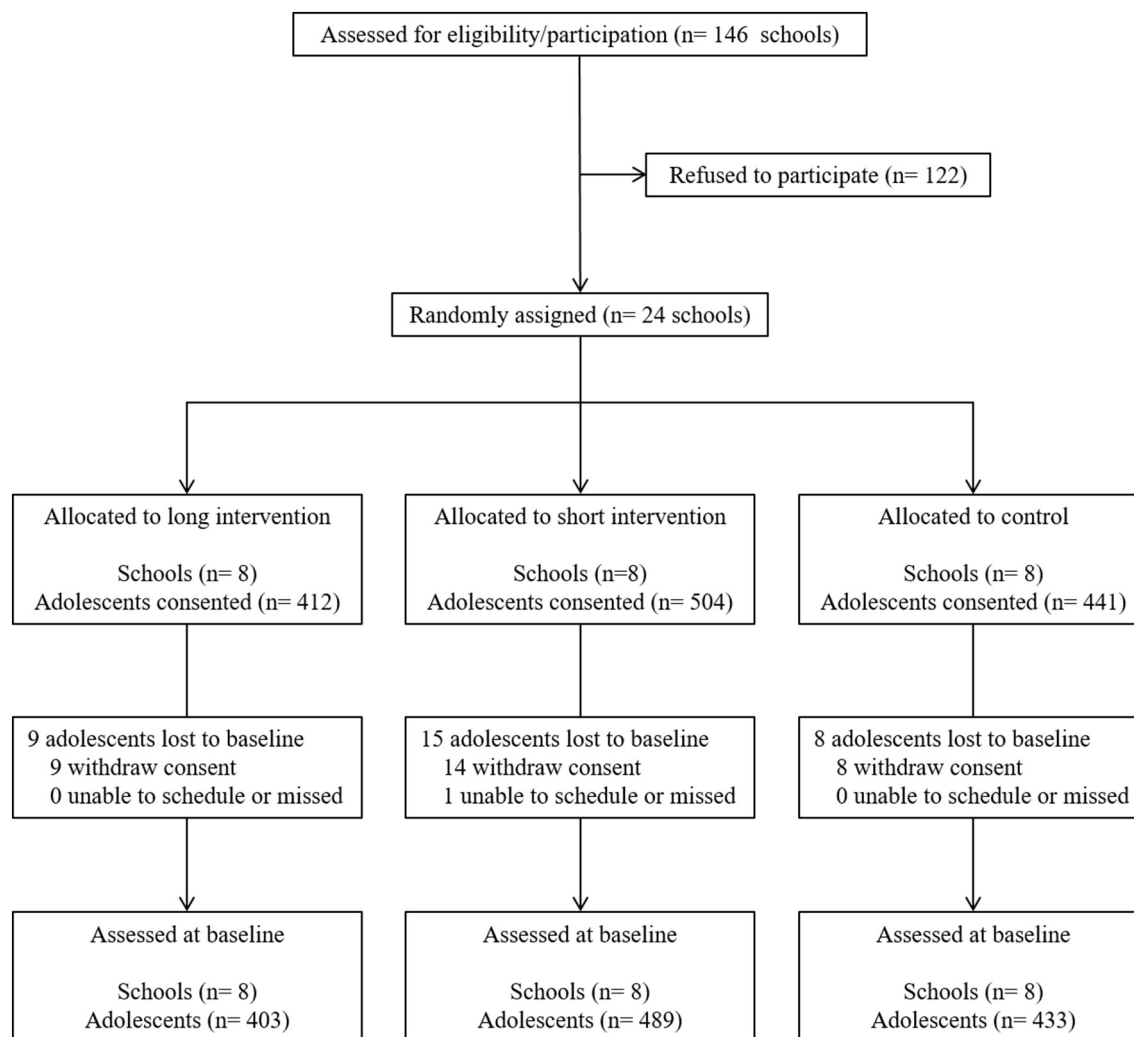 Assessed for eligibility/participation (n= 146 schools)
Refused to participate (n= 122)
Randomly assigned (n= 24 schools)
Allocated to long intervention
Schools (n= 8)
Adolescents consented (n= 412)
Allocated to short intervention
Schools (n=8)
Adolescents consented (n= 504)
Allocated to control
Schools (n= 8)
Adolescents consented (n= 441)
9 adolescents lost to baseline
9 withdraw consent
0 unable to schedule or missed
15 adolescents lost to baseline
14 withdraw consent
1 unable to schedule or missed
8 adolescents lost to baseline
8 withdraw consent
0 unable to schedule or missed
Assessed at baseline
Schools (n= 8)
Adolescents (n= 403)
Assessed at baseline
Schools (n= 8)
Adolescents (n= 489)
Assessed at baseline
Schools (n= 8)
Adolescents (n= 433)